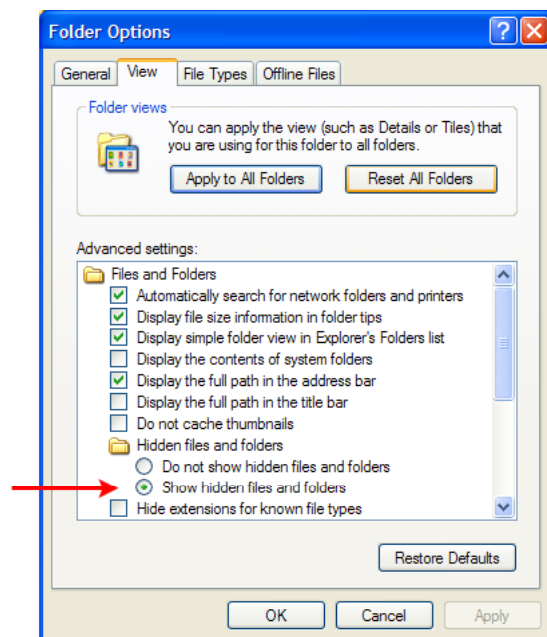 Folder Options
General
View
File Types
Offline Files
Folder views
You can apply the view (such as Details or Tiles) that
you are using for this folder to all folders.
Apply to All Folders
Reset All Folders
Advanced settings:
Files and Folders
Automatically search for network folders and printers
Display file size information in folder tips
Display simple folder view in Explorer's Folders list
Display the contents of system folders
Display the full path in the address bar
Display the full path in the title bar
Do not cache thumbnails
Hidden files and folders
Do not show hidden files and folders
Show hidden files and folders
Hide extensions for known file types
Restore Defaults
OK
Cancel
Apply